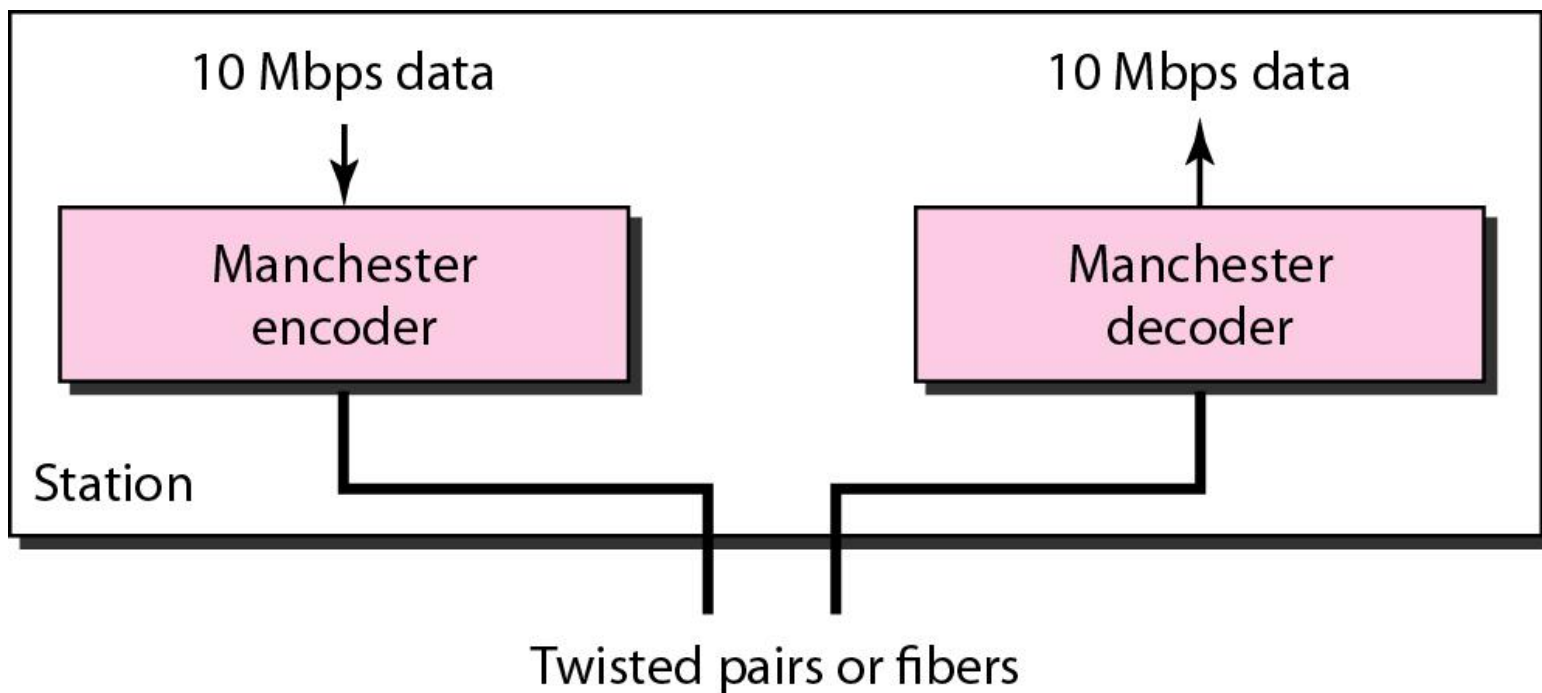 10 Mbps data
10 Mbps data
Manchester
encoder
Manchester
decoder
Station
Twisted pairs or fibers